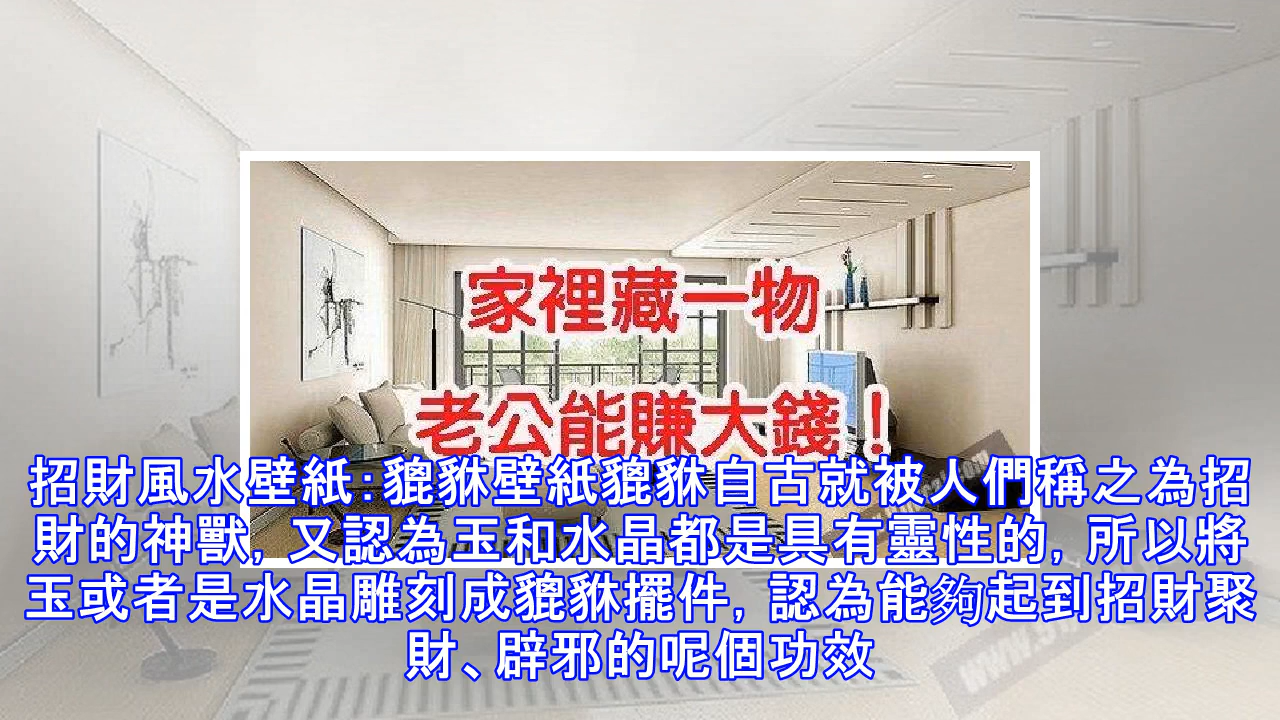 家裡藏一物
老公能賺大錢！
招財風水壁紙:貔貅壁紙貔貅自古就被人們稱之為招
財的神獸, 又認為玉和水晶都是具有靈性的, 所以將
玉或者是水晶雕刻成貔貅擺件, 認為能夠起到招財聚
財、辟邪的呢個功效